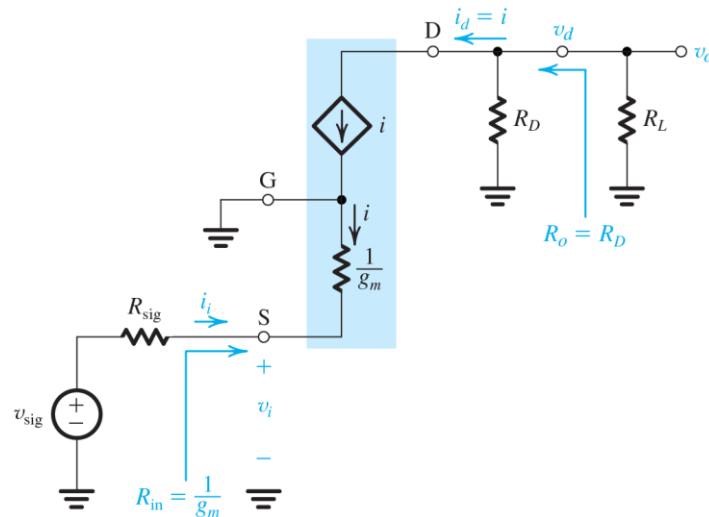 i_d = i
D
v_d
v_o
i
R_D
R_L
G
i
R_o = R_D
1/g_m
R_sig
i_i
S
+
v_sig
+
−
v_i
−
R_in = 1/g_m